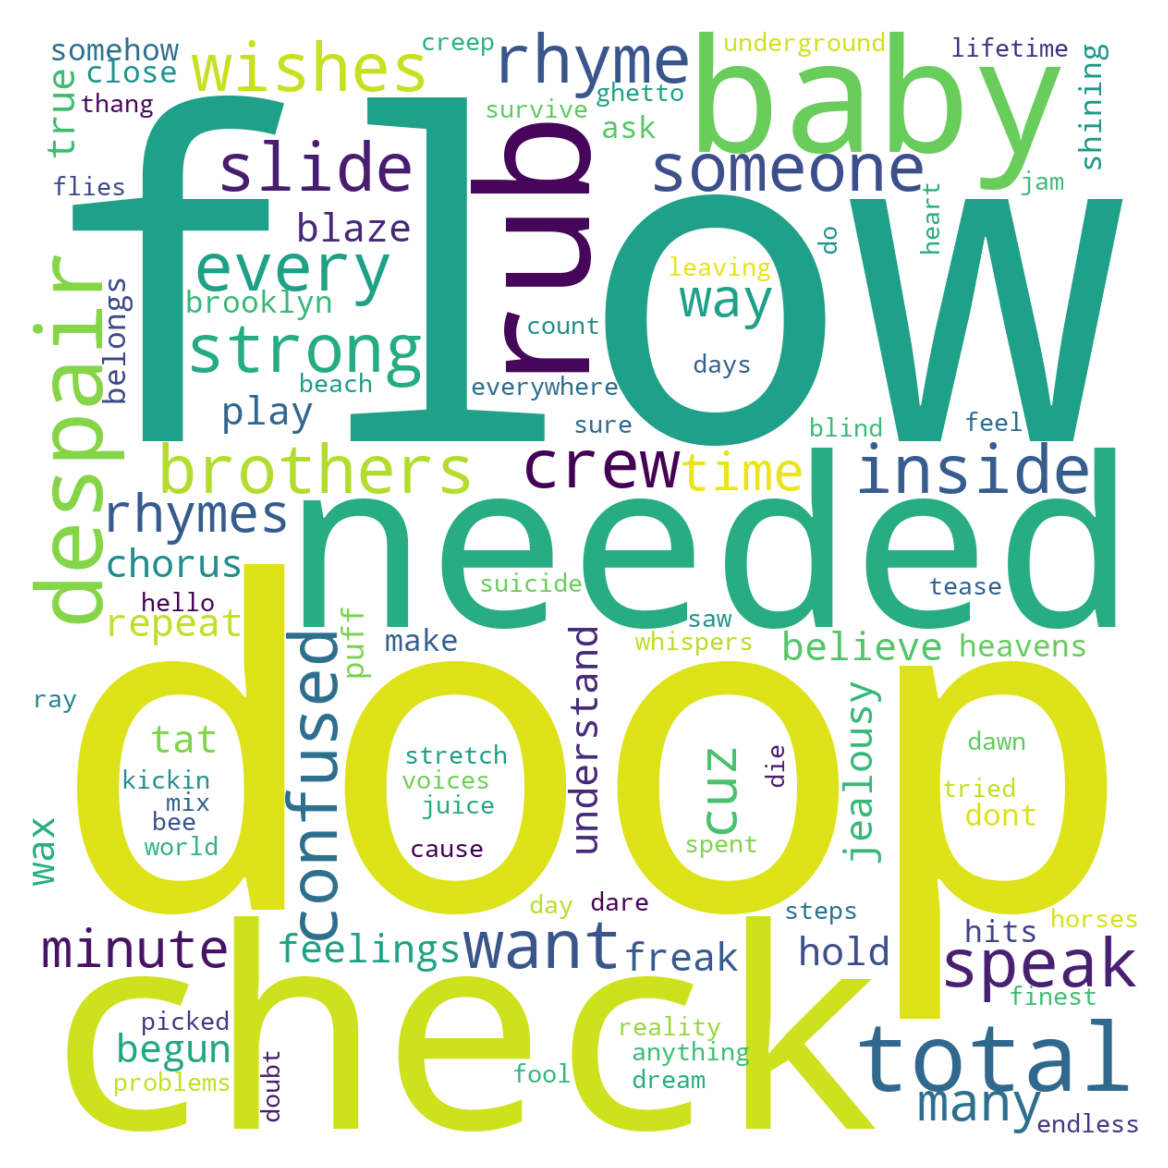 somehow
close
thang
true
wishes
creep
rhyme
underground
baby
lifetime
shining
survive
ghetto
ask
flies
slide
rub
someone
jam
flow
blaze
every
brooklyn
strong
belongs
despair
beach
play
count
everywhere
sure
leaving
way
days
do
heart
blind
feel
brothers
crew
time
inside
rhymes
needed
chorus
hello
repeat
suicide
tease
puff
make
saw
whispers
believe
heavens
understand
confused
jealousy
ray
doop
tat
kickin
mix
bee
world
wax
stretch
voices
juice
cause
cuz
die
spent
dawn
tried
dont
day
dare
steps
horses
minute
feelings
want
freak
hold
hits
speak
finest
check
picked
begun
problems
doubt
fool
reality
anything
dream
total
many
endless